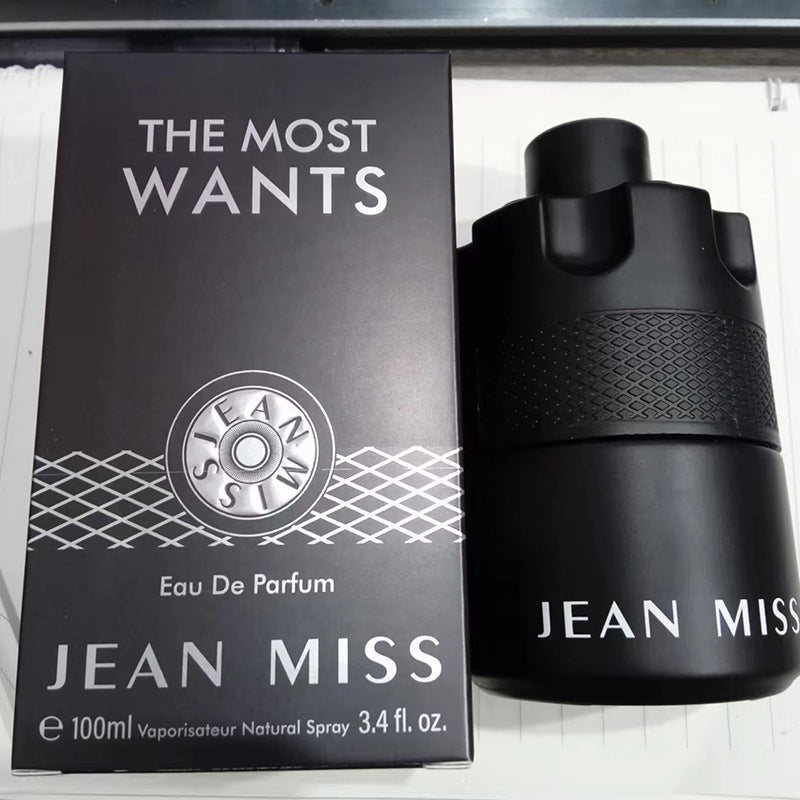 THE MOST
WANTS
JEAN MISS
Eau De Parfum
JEAN MISS
e 100ml Vaporisateur Natural Spray 3.4 fl. oz.
JEAN MISS